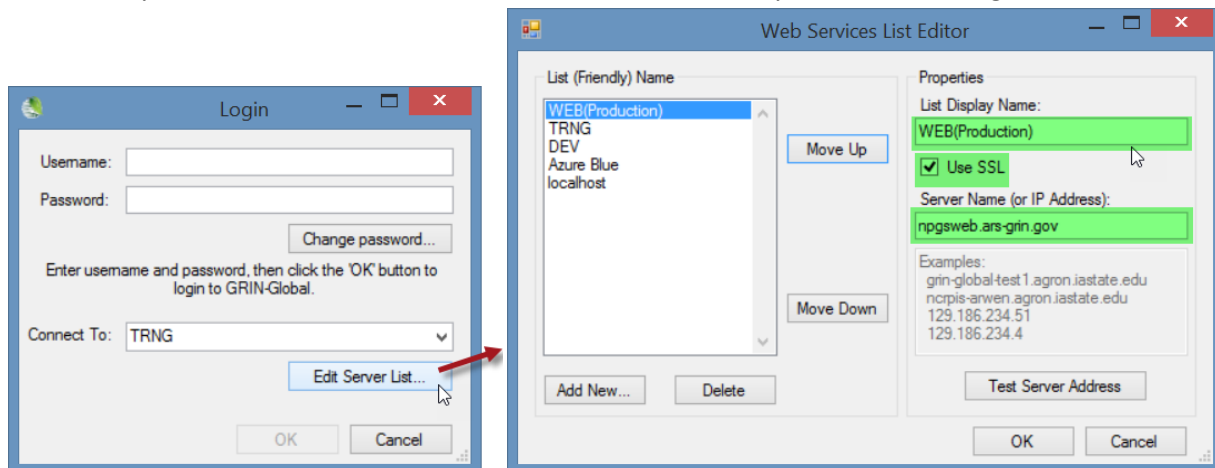 Login
Username:
Password:
Change password...
Enter username and password, then click the 'OK' button to
login to GRIN-Global.
Connect To: TRNG
Edit Server List...
OK Cancel
Web Services List Editor
List (Friendly) Name
WEB(Production)
TRNG
DEV
Azure Blue
localhost
Move Up
Move Down
Add New... Delete
Properties
List Display Name:
WEB(Production)
Use SSL
Server Name (or IP Address):
npgsweb.ars-grin.gov
Examples:
grin-global-test1.agron.iastate.edu
ncrpis-arwen.agron.iastate.edu
129.186.234.51
129.186.234.4
Test Server Address
OK Cancel